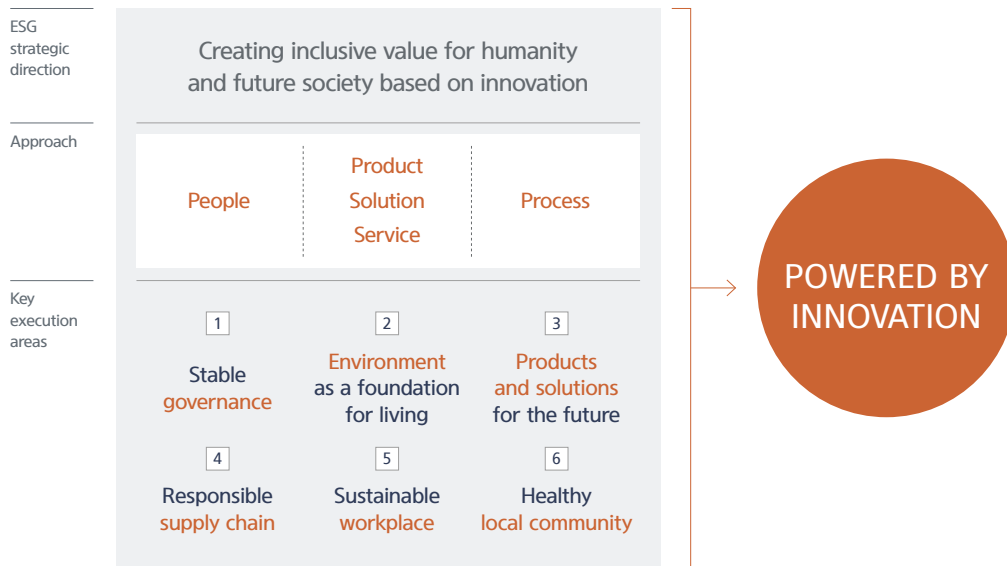 ESG
strategic
direction
Creating inclusive value for humanity
and future society based on innovation
Approach
People
Product
Solution
Service
Process
Key
execution
areas
1
Stable
governance
2
Environment
as a foundation
for living
3
Products
and solutions
for the future
4
Responsible
supply chain
5
Sustainable
workplace
6
Healthy
local community
POWERED BY
INNOVATION